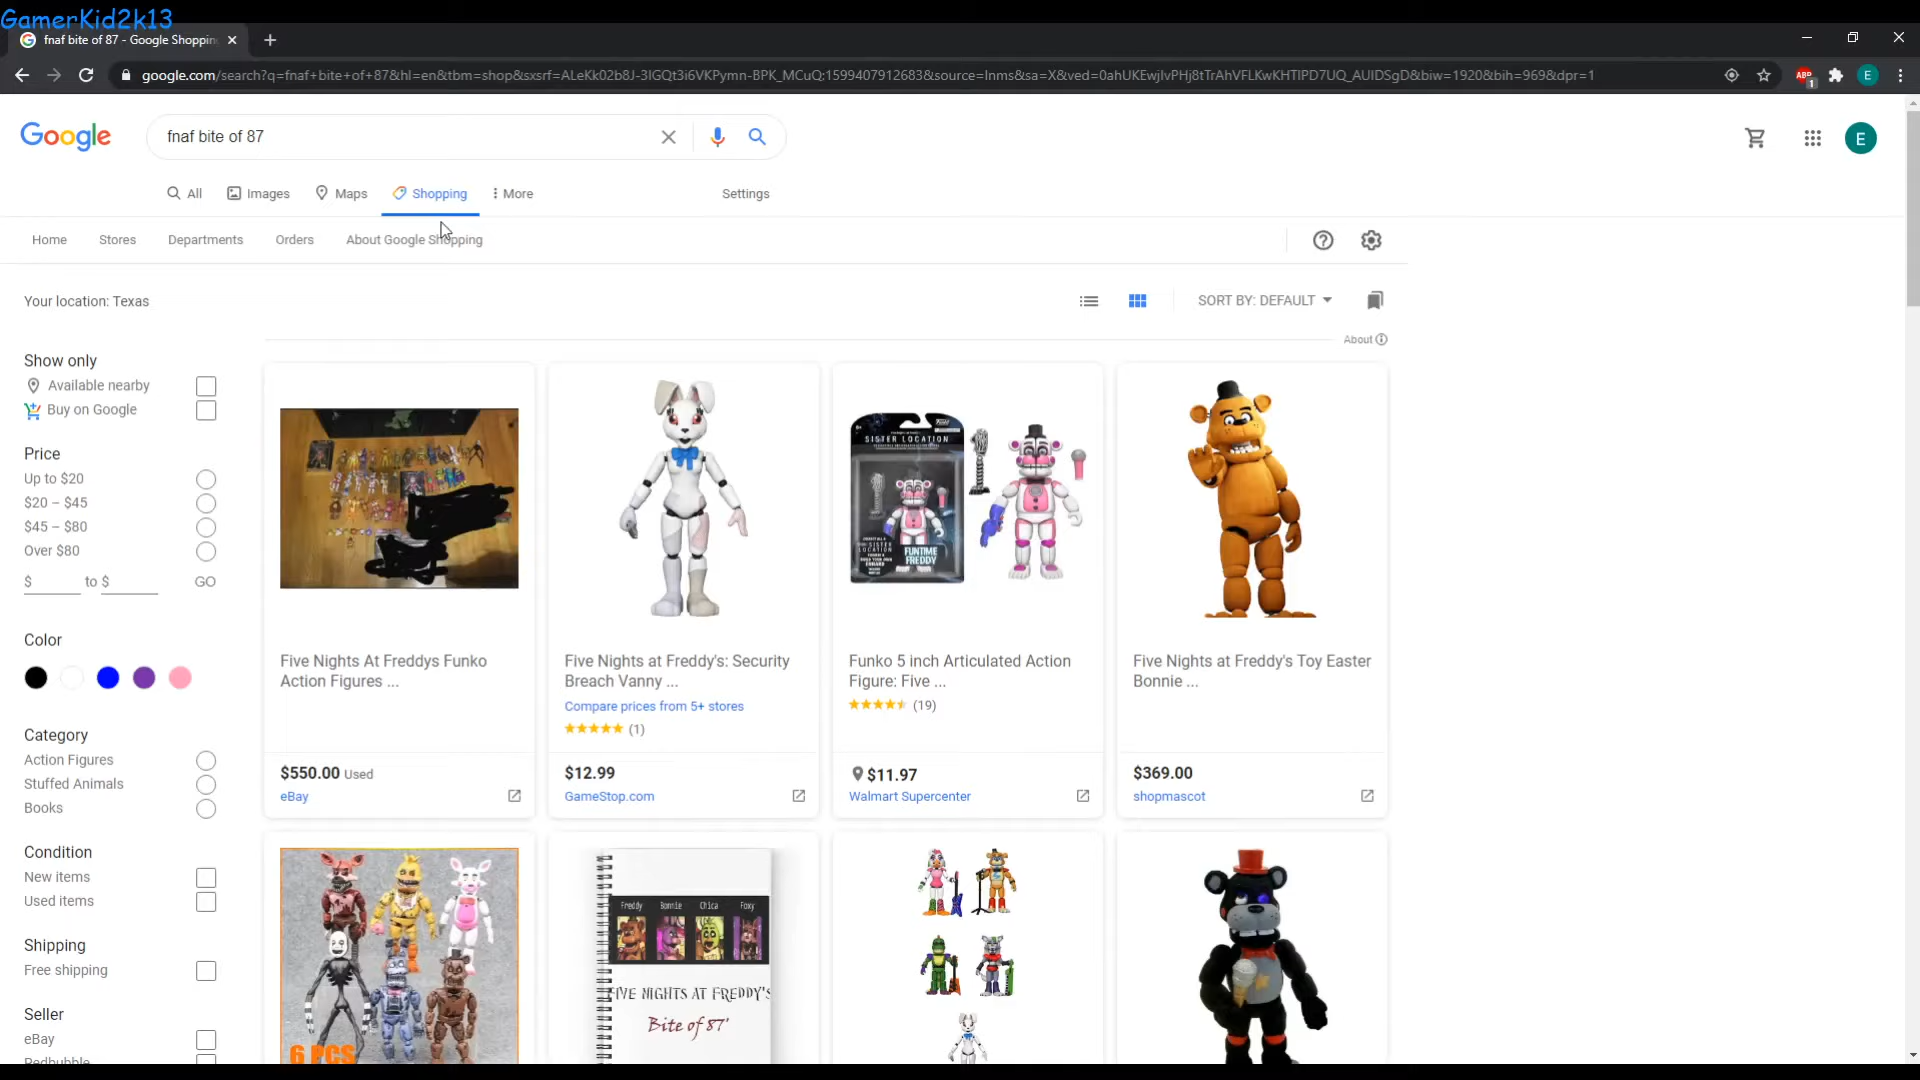 GamerKid2k13
fnaf bite of 87 - Google Shopping
google.com/search?q=fnaf+bite+of+87&hl=en&tbm=shop&sxsrf=ALeKk02b8J-3IGQt3i6VKPymn-BPK_MCuQ:1599407912683&source=lnms&sa=X&ved=0ahUKEwjlvPHj8tTrAhVFLKwKHTlPD7UQ_AUIDSgD&biw=1920&bih=969&dpr=1
ABP
1
E
Google
fnaf bite of 87
E
All
Images
Maps
Shopping
More
Settings
Home
Stores
Departments
Orders
About Google Shopping
Your location: Texas
SORT BY: DEFAULT
About
Show only
Available nearby
Buy on Google
Price
Up to $20
$20 – $45
$45 – $80
Over $80
$ to $ GO
Color
Category
Action Figures
Stuffed Animals
Books
Condition
New items
Used items
Shipping
Free shipping
Seller
eBay
Redbubble
Five Nights At Freddys Funko
Action Figures ...
$550.00 Used
eBay
Five Nights at Freddy's: Security
Breach Vanny ...
Compare prices from 5+ stores
(1)
$12.99
GameStop.com
SISTER LOCATION
FUNTIME
FREDDY
Funko 5 inch Articulated Action
Figure: Five ...
(19)
$11.97
Walmart Supercenter
Five Nights at Freddy's Toy Easter
Bonnie ...
$369.00
shopmascot
6 PCS
Freddy Bonnie Chica Foxy
FIVE NIGHTS AT FREDDY'S
Bite of 87'